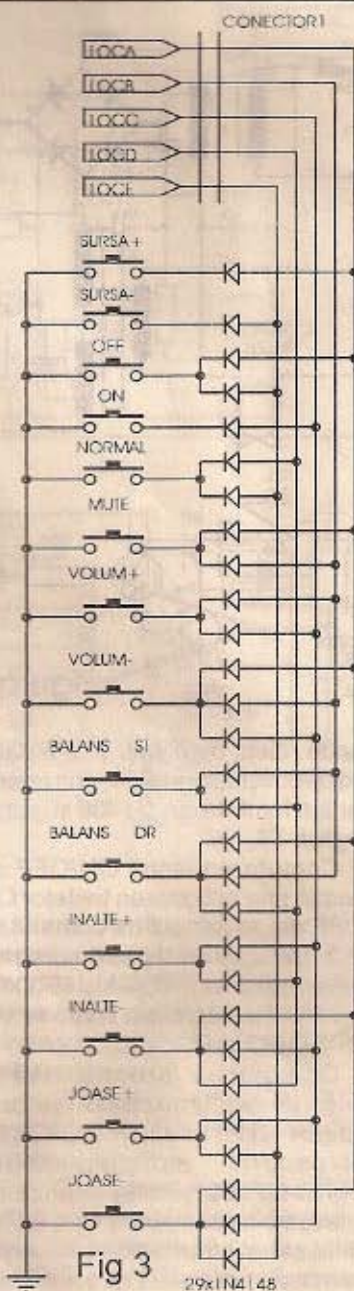 CONECTOR1
LOCA
LOCB
LOCC
LOCD
LOCE
SURSA+
SURSA-
OFF
ON
NORMAL
MUTE
VOLUM+
VOLUM-
BALANS ST
BALANS DR
INALTE+
INALTE-
JOASE+
JOASE-
Fig 3
29x1N4148